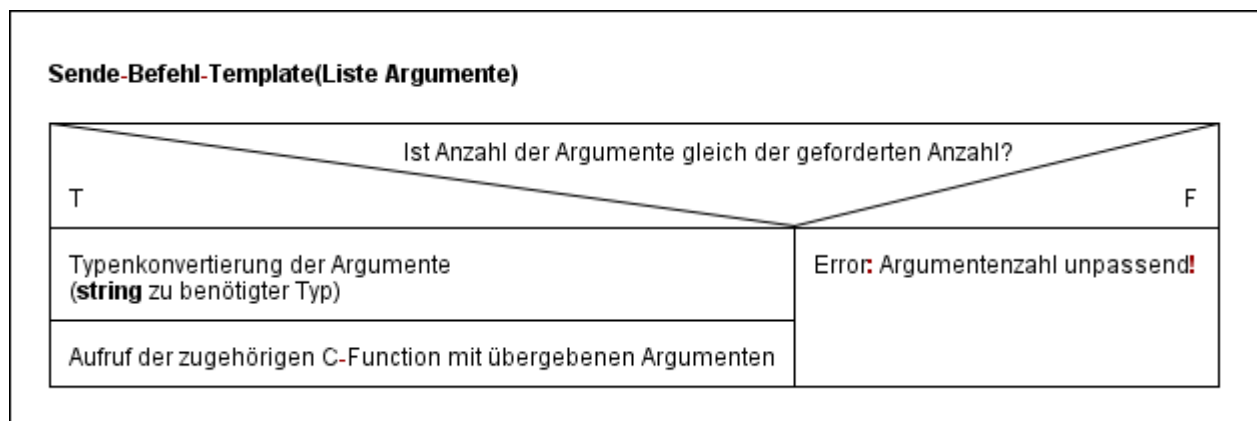 Sende-Befehl-Template(Liste Argumente)
Ist Anzahl der Argumente gleich der geforderten Anzahl?
T
F
Typenkonvertierung der Argumente
(string zu benötigter Typ)
Error: Argumentenzahl unpassend!
Aufruf der zugehörigen C-Function mit übergebenen Argumenten